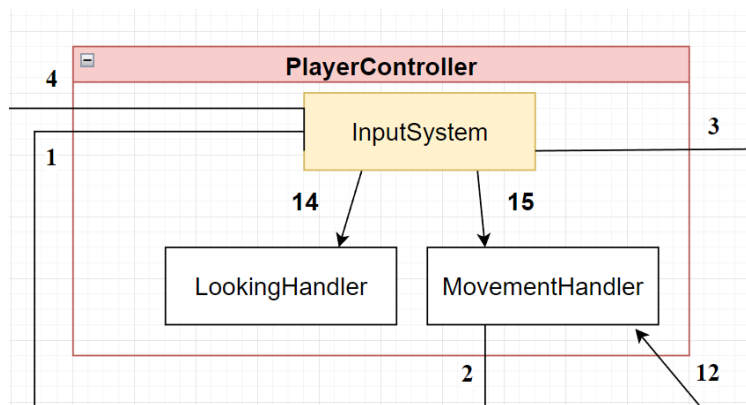 PlayerController
4
InputSystem
3
1
14
15
LookingHandler
MovementHandler
2
12